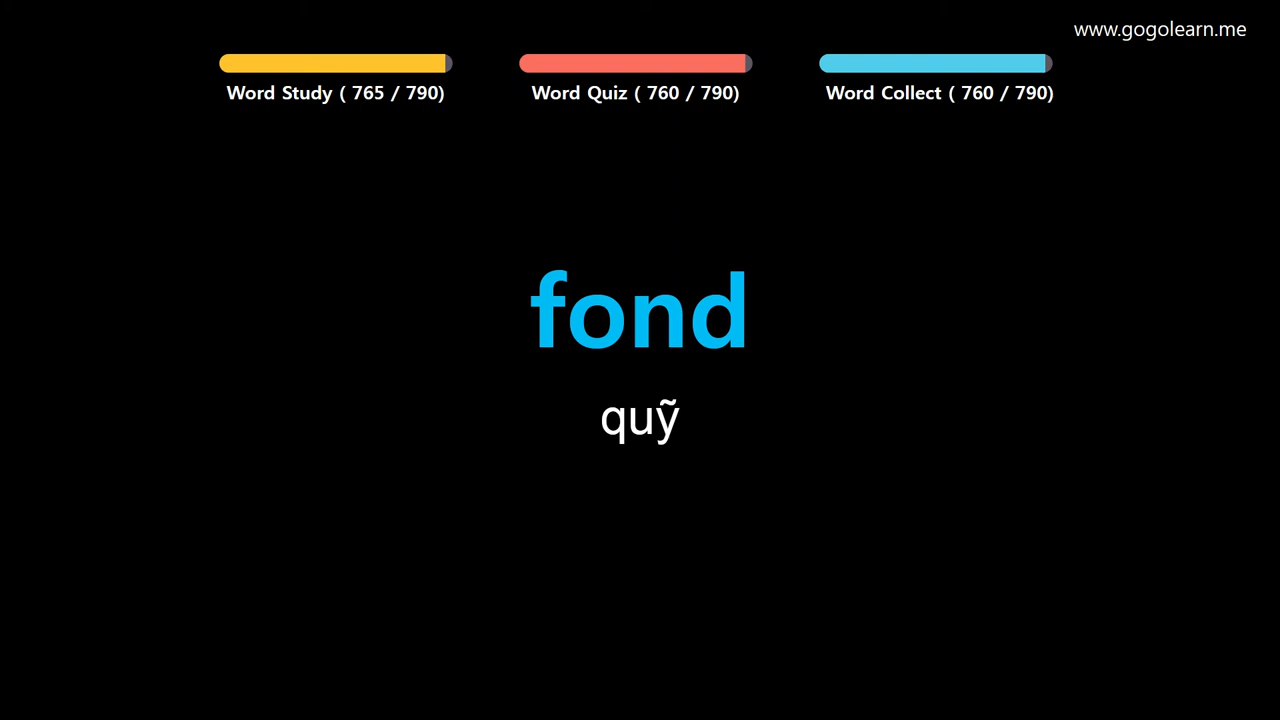 www.gogolearn.me
Word Study ( 765 / 790)
Word Quiz ( 760 / 790)
Word Collect ( 760 / 790)
fond
quỹ